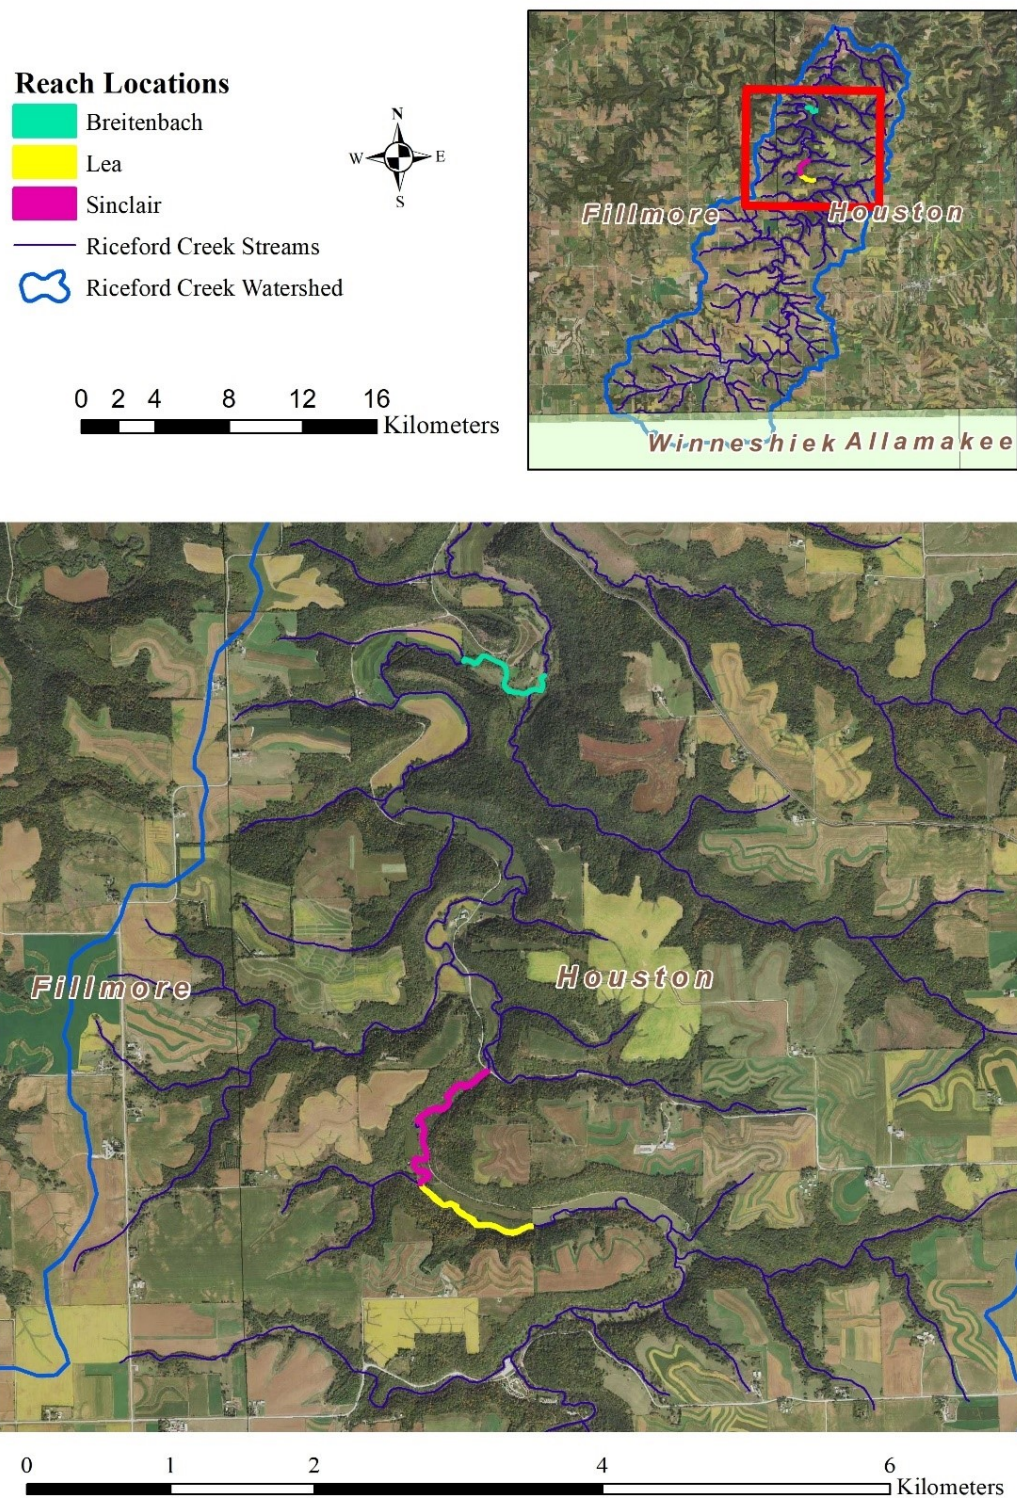 Reach Locations
Breitenbach
Lea
Sinclair
Riceford Creek Streams
Riceford Creek Watershed
N
W E
S
0 2 4 8 12 16
Kilometers
Fillmore Houston
Winneshiek Allamakee
Fillmore Houston
0 1 2 4 6
Kilometers